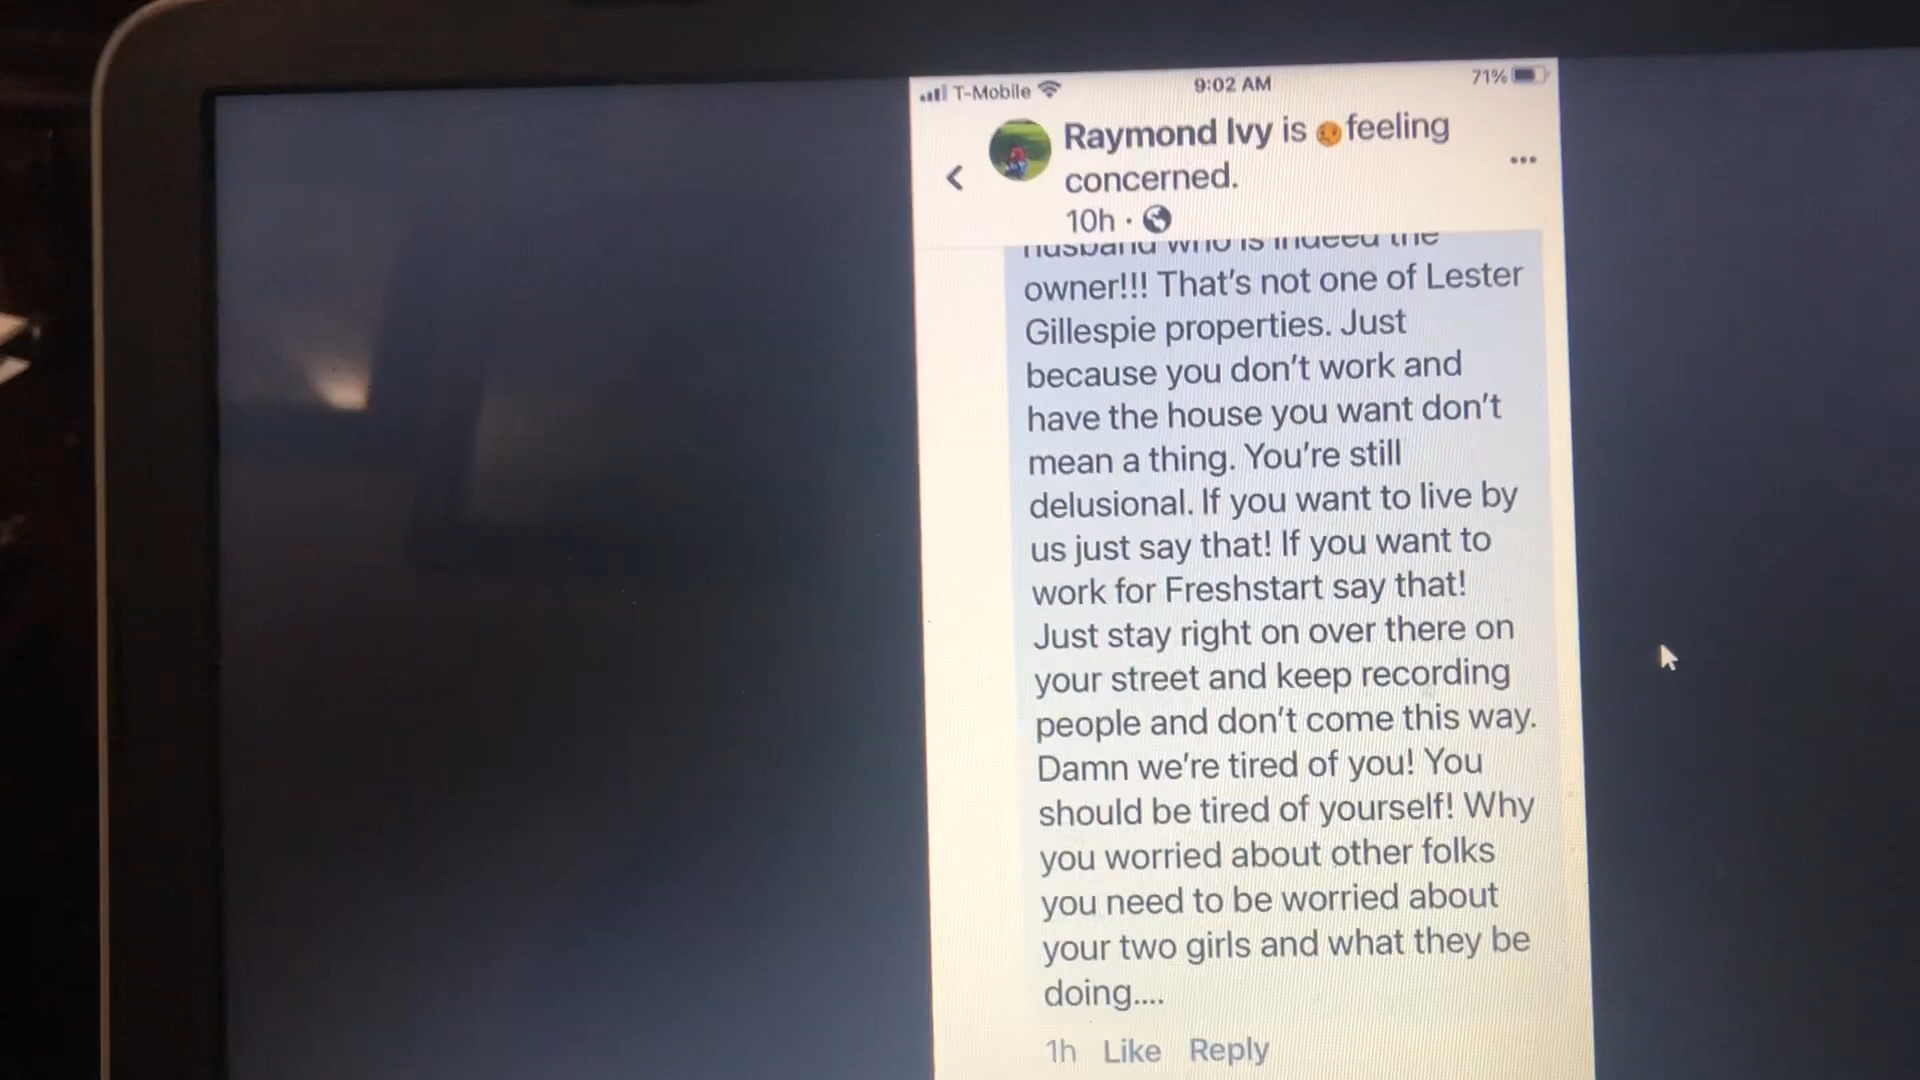 T-Mobile 9:02 AM 71%
Raymond Ivy is feeling
concerned.
10h ·
husband who is indeed the
owner!!! That's not one of Lester
Gillespie properties. Just
because you don't work and
have the house you want don't
mean a thing. You're still
delusional. If you want to live by
us just say that! If you want to
work for Freshstart say that!
Just stay right on over there on
your street and keep recording
people and don't come this way.
Damn we're tired of you! You
should be tired of yourself! Why
you worried about other folks
you need to be worried about
your two girls and what they be
doing....
1h Like Reply